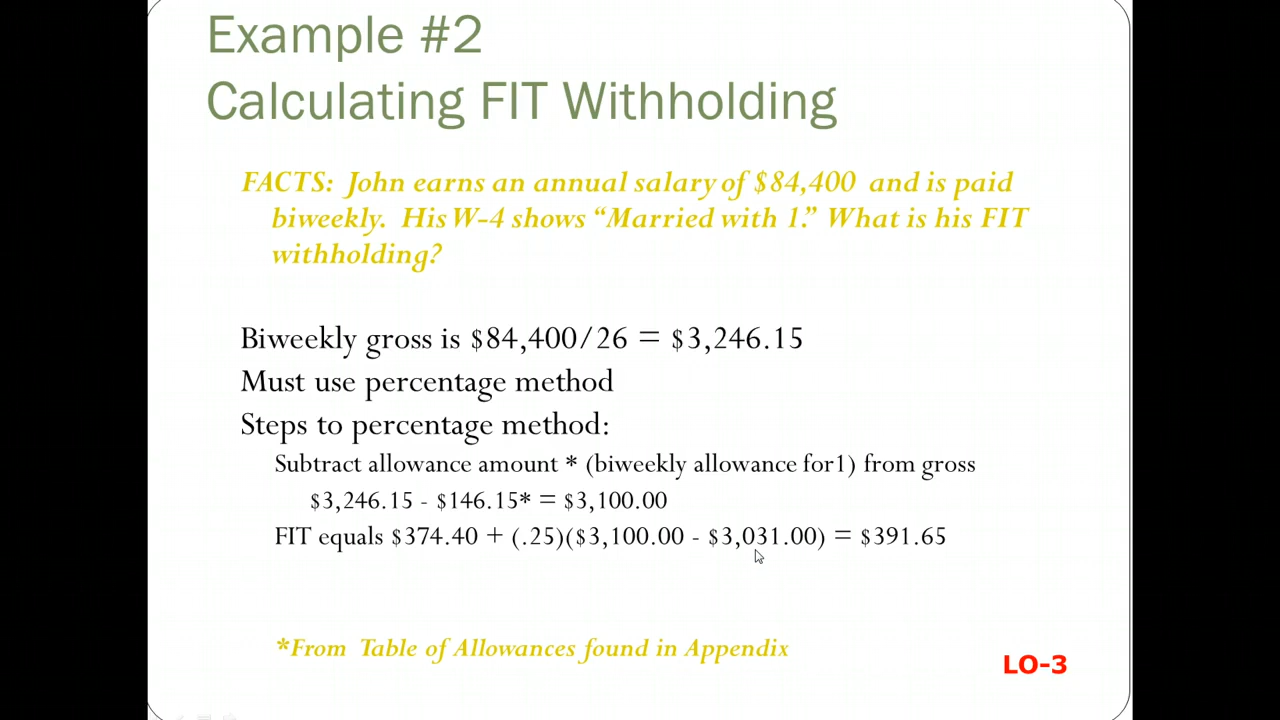 Example #2
Calculating FIT Withholding
FACTS: John earns an annual salary of $84,400 and is paid
biweekly. His W-4 shows “Married with 1.” What is his FIT
withholding?
Biweekly gross is $84,400/26 = $3,246.15
Must use percentage method
Steps to percentage method:
Subtract allowance amount * (biweekly allowance for1) from gross
$3,246.15 - $146.15* = $3,100.00
FIT equals $374.40 + (.25)($3,100.00 - $3,031.00) = $391.65
*From Table of Allowances found in Appendix
LO-3